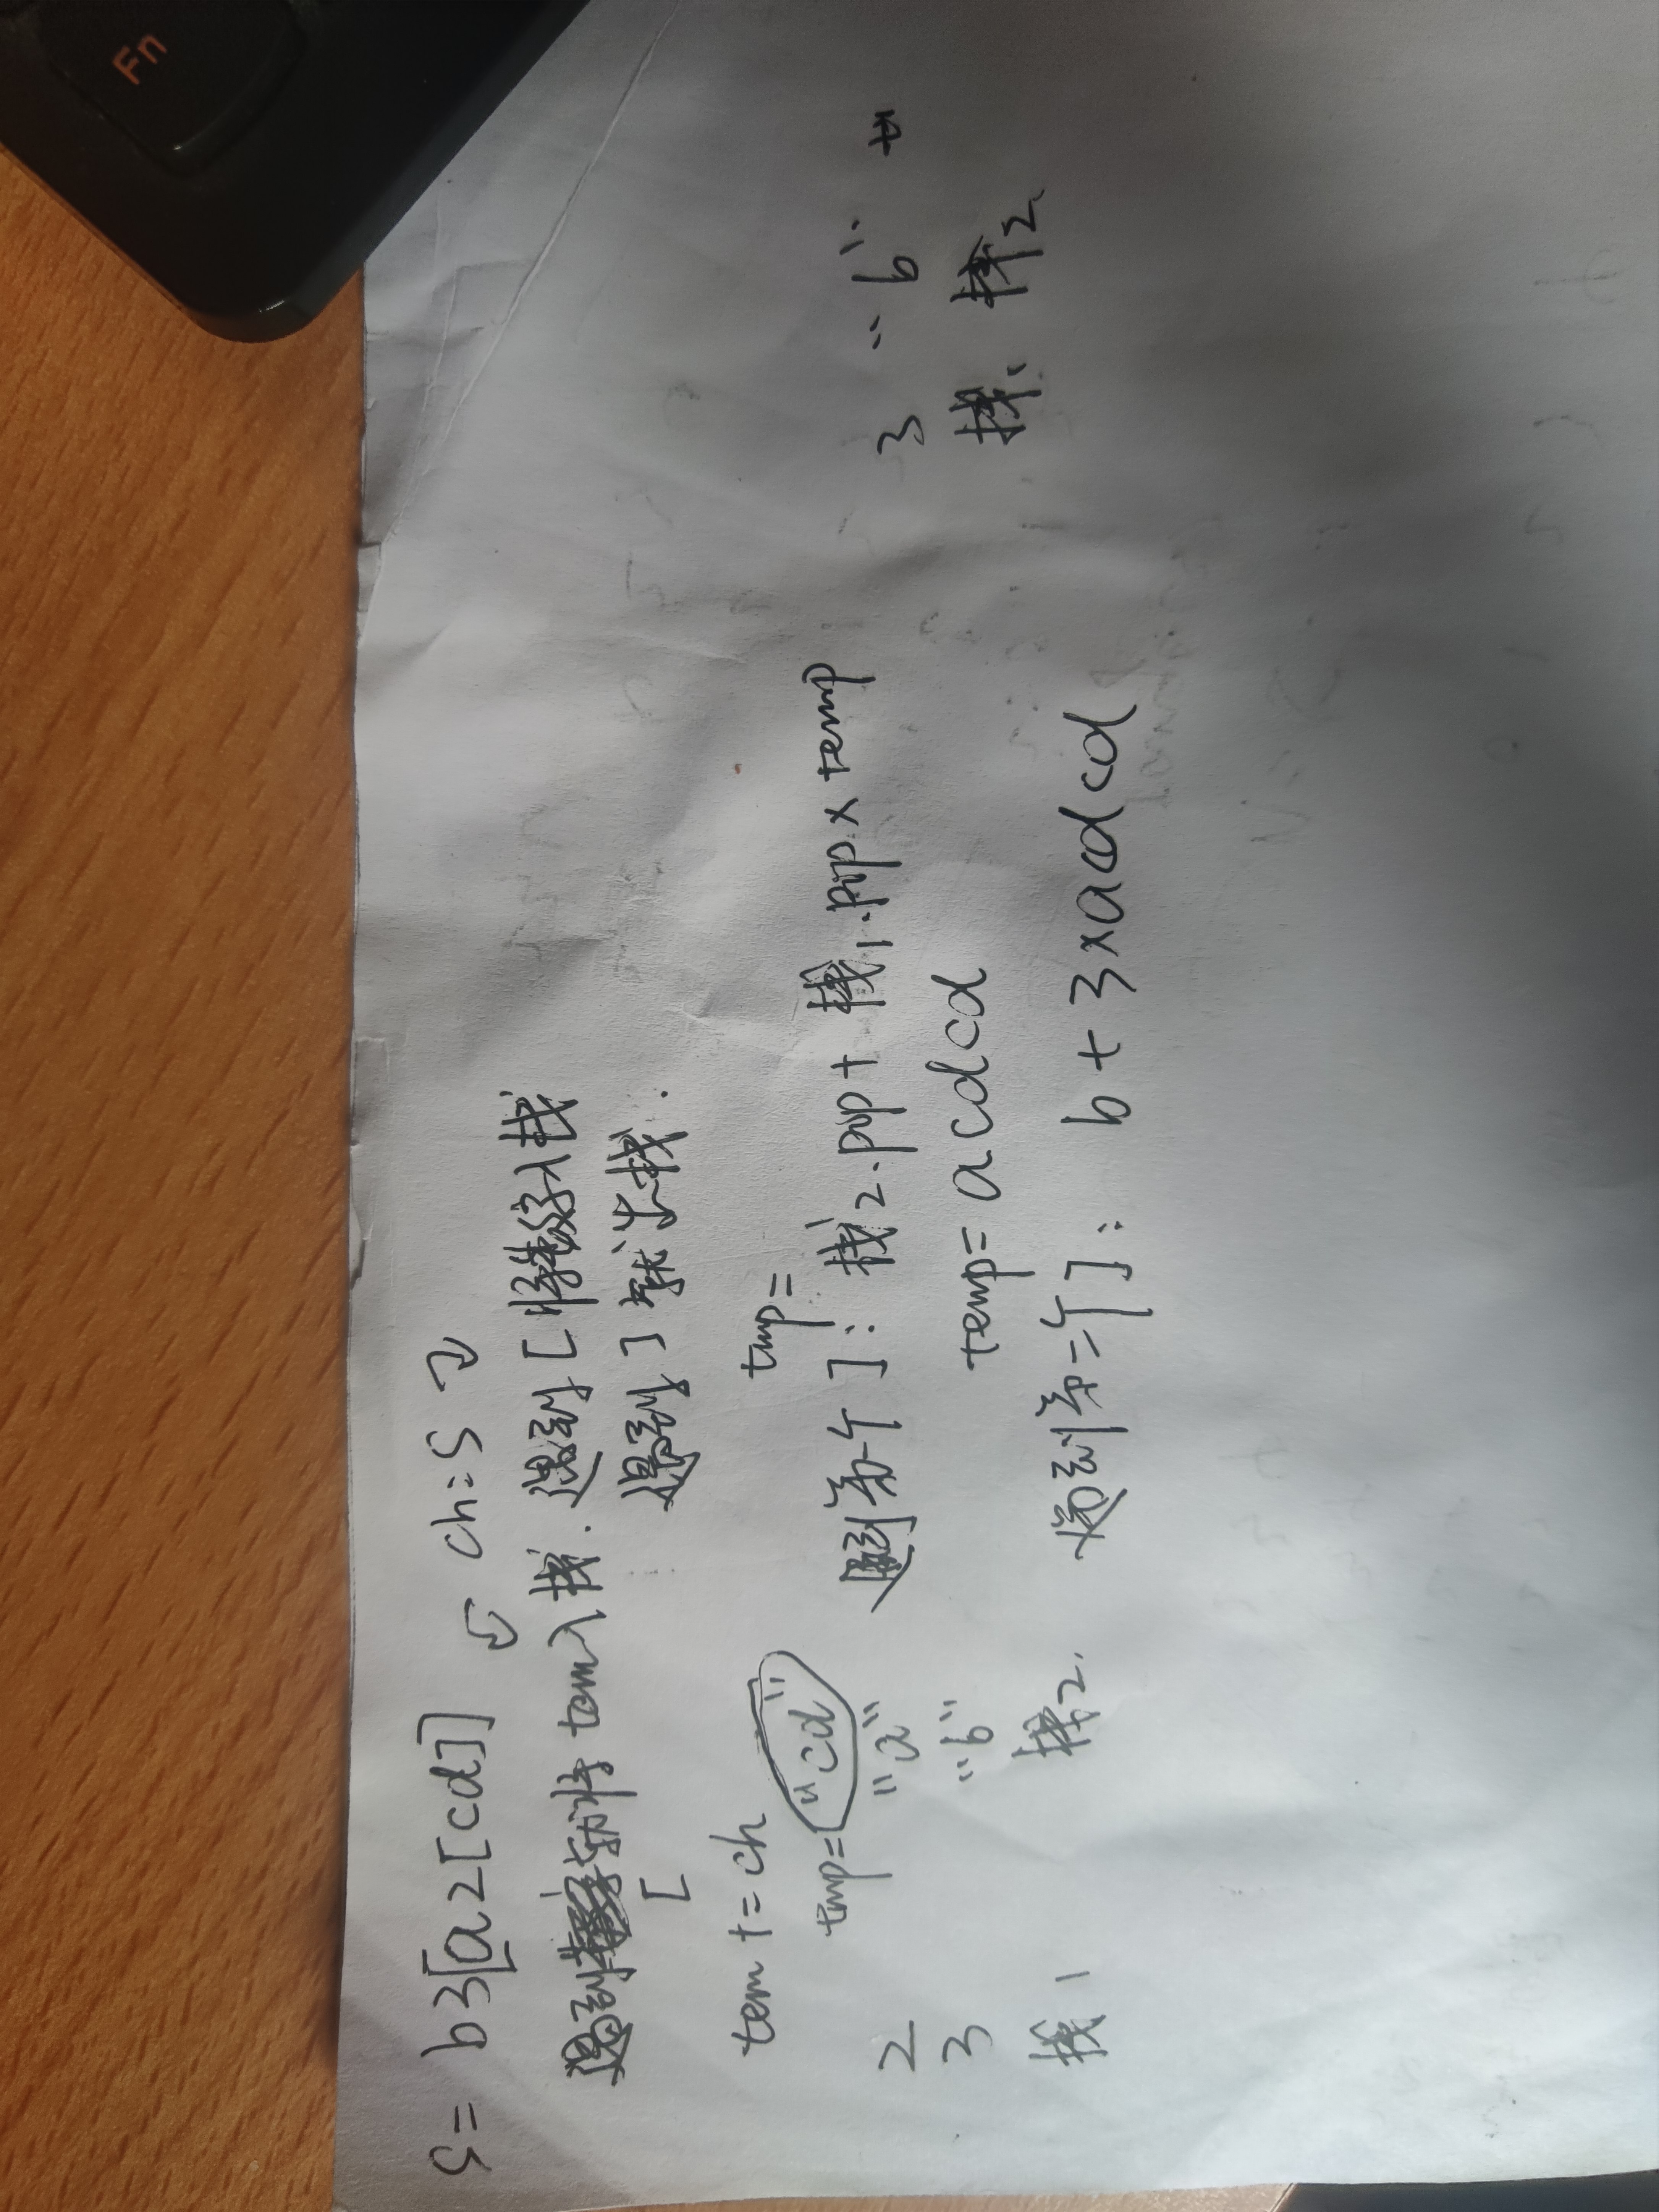 Fn
S= b3[a2[cd]]  ch:S
遇到就将tem入栈. 遇到[将数字入栈
[
遇到]就出栈.
tem += ch
tmp= "cd"
tmp=
遇到第一个]: 栈2.pop+ 栈1.pop×temp
2 "a"
3 "b"
3 "b"
temp= acdcd
栈1 栈2.
栈1 栈2.
遇到第二个]: b+3×acdcd